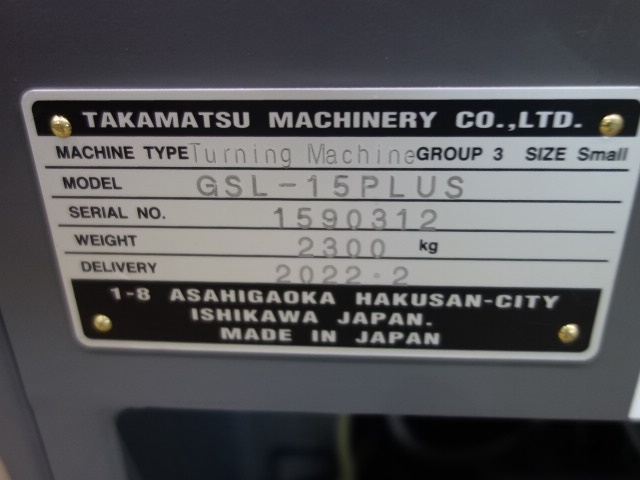 TAKAMATSU MACHINERY CO.,LTD.
MACHINE TYPE Turning Machine GROUP 3 SIZE Small
MODEL GSL-15PLUS
SERIAL NO. 1590312
WEIGHT 2300 kg
DELIVERY 2022・2
1-8 ASAHIGAOKA HAKUSAN-CITY
ISHIKAWA JAPAN.
MADE IN JAPAN